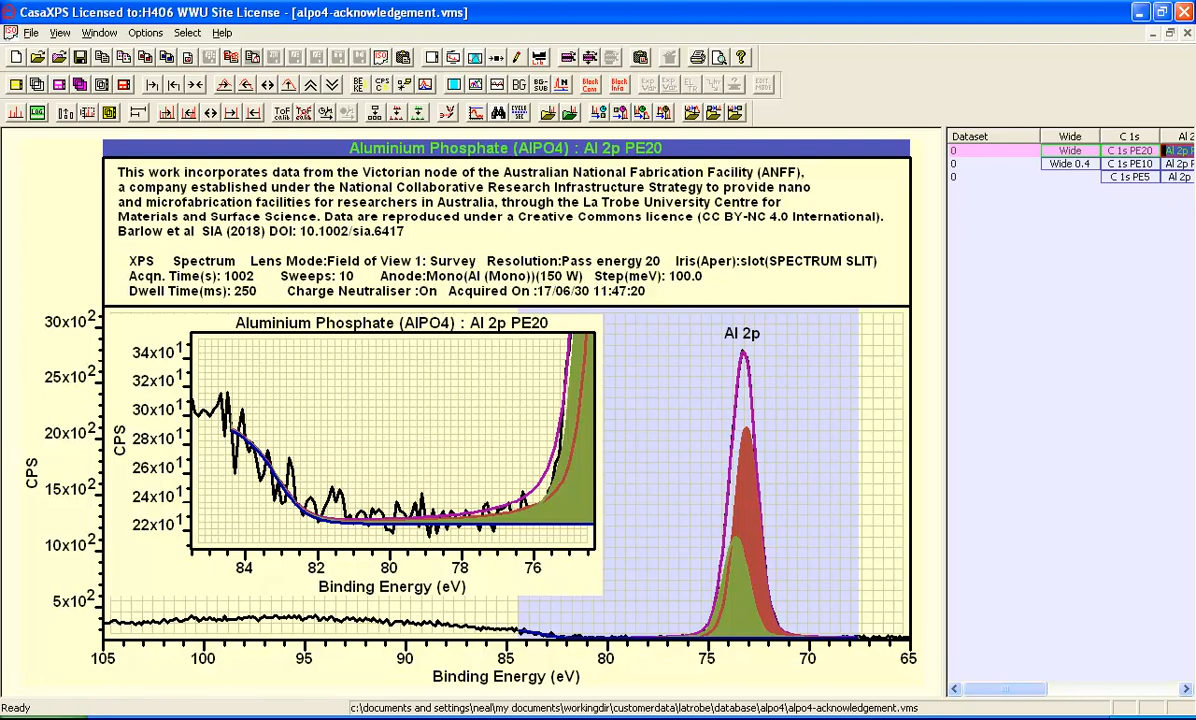 CasaXPS Licensed to:H406 WWU Site License - [alpo4-acknowledgement.vms]
File View Window Options Select Help
Aluminium Phosphate (AlPO4) : Al 2p PE20
This work incorporates data from the Victorian node of the Australian National Fabrication Facility (ANFF),
a company established under the National Collaborative Research Infrastructure Strategy to provide nano
and microfabrication facilities for researchers in Australia, through the La Trobe University Centre for
Materials and Surface Science. Data are reproduced under a Creative Commons licence (CC BY-NC 4.0 International).
Barlow et al SIA (2018) DOI: 10.1002/sia.6417
XPS Spectrum Lens Mode:Field of View 1: Survey Resolution:Pass energy 20 Iris(Aper):slot(SPECTRUM SLIT)
Acqn. Time(s): 1002 Sweeps: 10 Anode:Mono(Al (Mono))(150 W) Step(meV): 100.0
Dwell Time(ms): 250 Charge Neutraliser :On Acquired On :17/06/30 11:47:20
30x10²
25x10²
20x10²
15x10²
10x10²
5x10²
CPS
Aluminium Phosphate (AlPO4) : Al 2p PE20
34x10¹
32x10¹
30x10¹
28x10¹
26x10¹
24x10¹
22x10¹
CPS
84 82 80 78 76
Binding Energy (eV)
Al 2p
105 100 95 90 85 80 75 70 65
Binding Energy (eV)
Dataset Wide C 1s Al 2
0 Wide C 1s PE20 Al 2p P
0 Wide 0.4 C 1s PE10 Al 2p P
0 C 1s PE5 Al 2p
Ready
c:\documents and settings\neal\my documents\workingdir\customerdata\latrobe\database\alpo4\alpo4-acknowledgement.vms